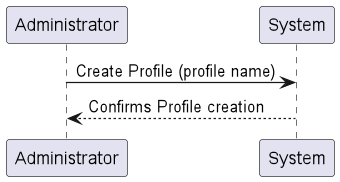 Administrator System
Create Profile (profile name)
Confirms Profile creation
Administrator System